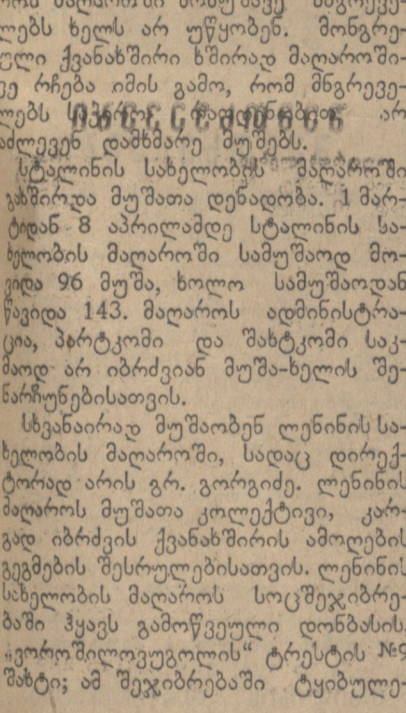 ლებს ხელს არ უწყობენ. მონგრე-
ული ქვანახშირი ხშირად მაღაროში-
ვე რჩება იმის გამო, რომ მნგრევე-
ლებს არ
აძლევენ დამხმარე მუშებს.
სტალინის სახელობის მაღაროში
გახშირდა მუშათა დენადობა. 1 მარ-
ტიდან 8 აპრილამდე სტალინის სა-
ხელობის მაღაროში სამუშაოდ მო-
ვიდა 96 მუშა, ხოლო სამუშაოდან
წავიდა 143. მაღაროს ადმინისტრა-
ცია, პარტკომი და შახტკომი საკ-
მაოდ არ იბრძვიან მუშა-ხელის შე-
ნარჩუნებისათვის.
სხვანაირად მუშაობენ ლენინის სა-
ხელობის მაღაროში, სადაც დირექ-
ტორად არის გრ. გორგიძე. ლენინის
მაღაროს მუშათა კოლექტივი, კარ-
გად იბრძვის ქვანახშირის ამოღების
გეგმების შესრულებისათვის. ლენინის
სახელობის მაღაროს სოცშეჯიბრე-
ბაში ჰყავს გამოწვეული დონბასის
„ვოროშილოვუგოლის“ ტრესტის №9
შახტი; ამ შეჯიბრებაში ტყიბულე-